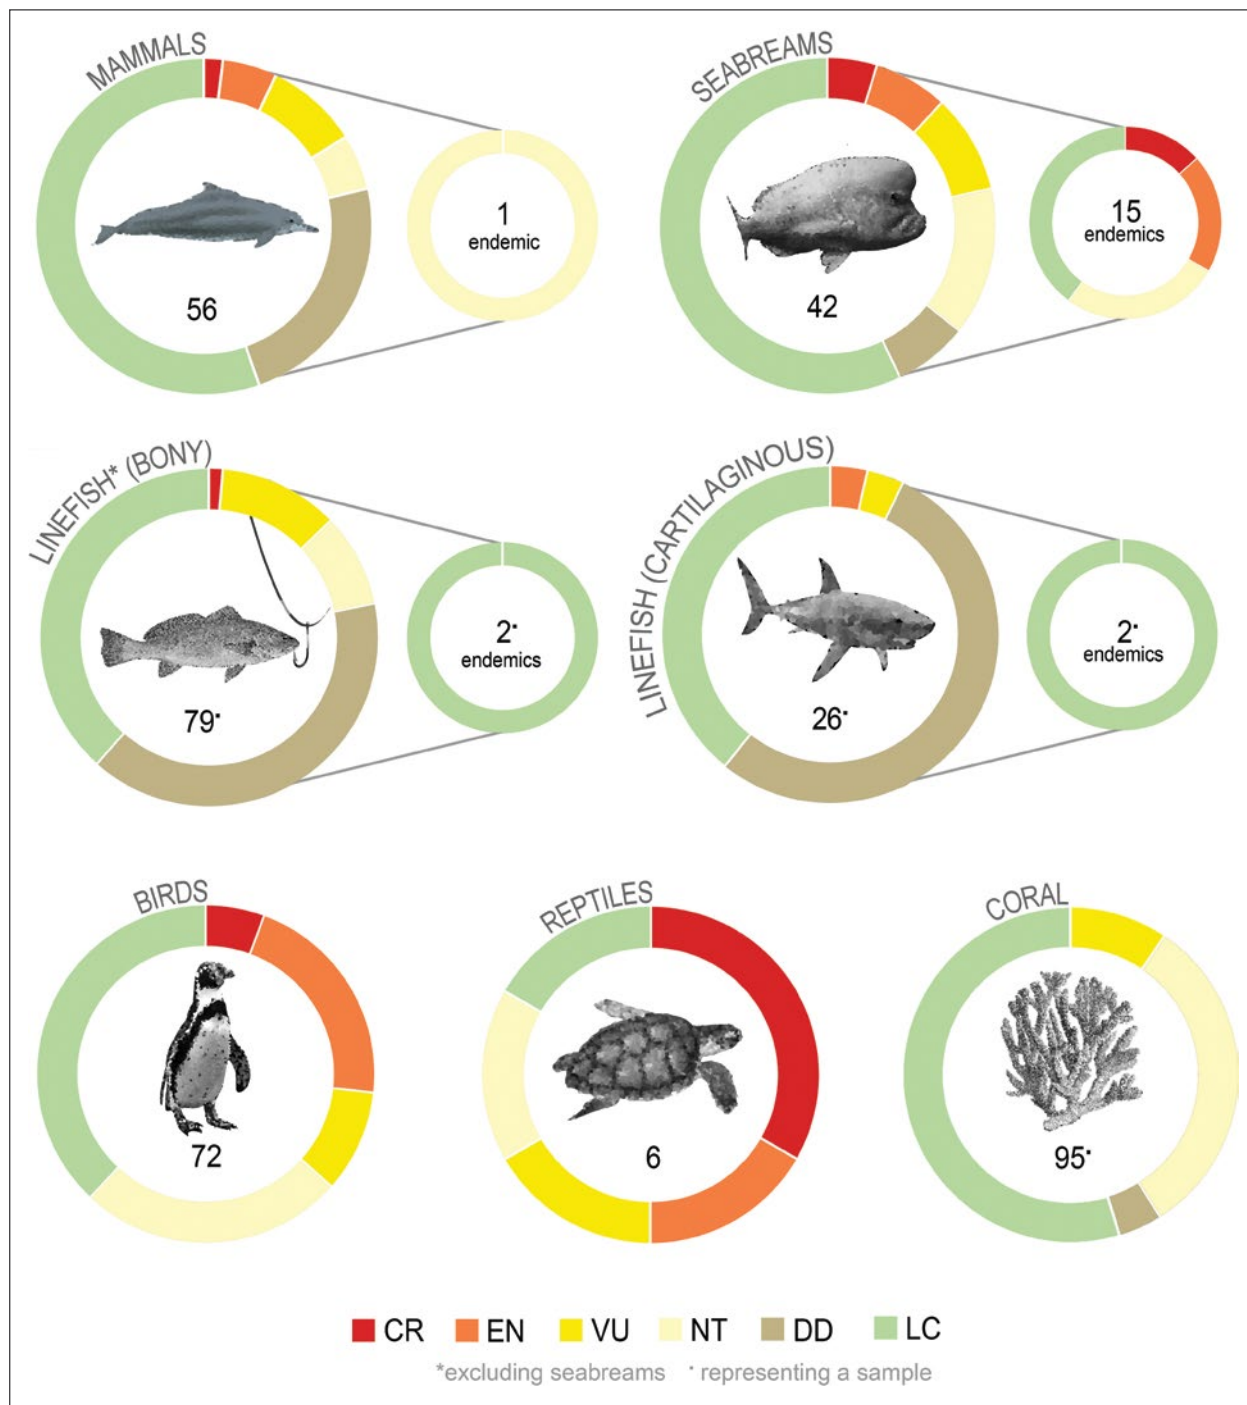 MAMMALS
56
1
endemic
SEABREAMS
42
15
endemics
LINEFISH* (BONY)
79▪
2▪
endemics
LINEFISH (CARTILAGINOUS)
26▪
2▪
endemics
BIRDS
72
REPTILES
6
CORAL
95▪
CR EN VU NT DD LC
*excluding seabreams ▪ representing a sample